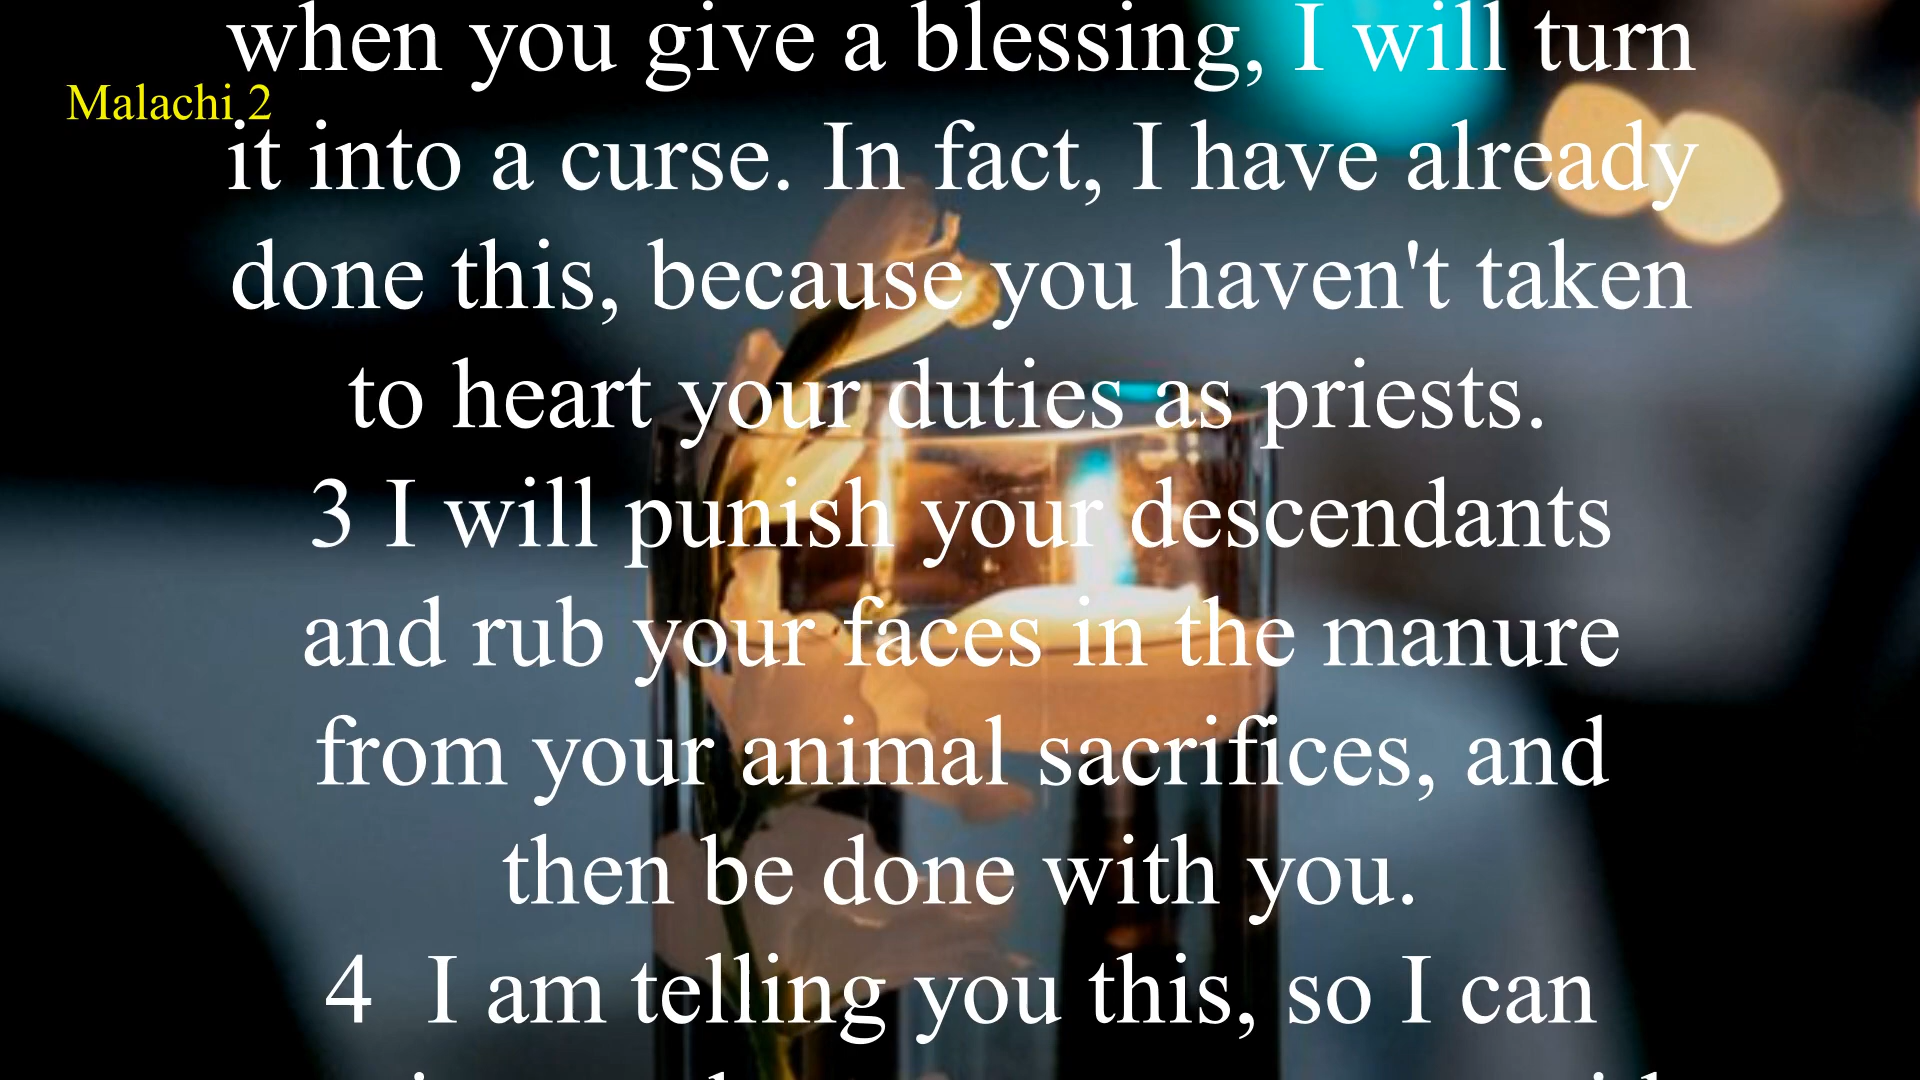 when you give a blessing, I will turn
Malachi 2
it into a curse. In fact, I have already
done this, because you haven't taken
to heart your duties as priests.
3 I will punish your descendants
and rub your faces in the manure
from your animal sacrifices, and
then be done with you.
4 I am telling you this, so I can